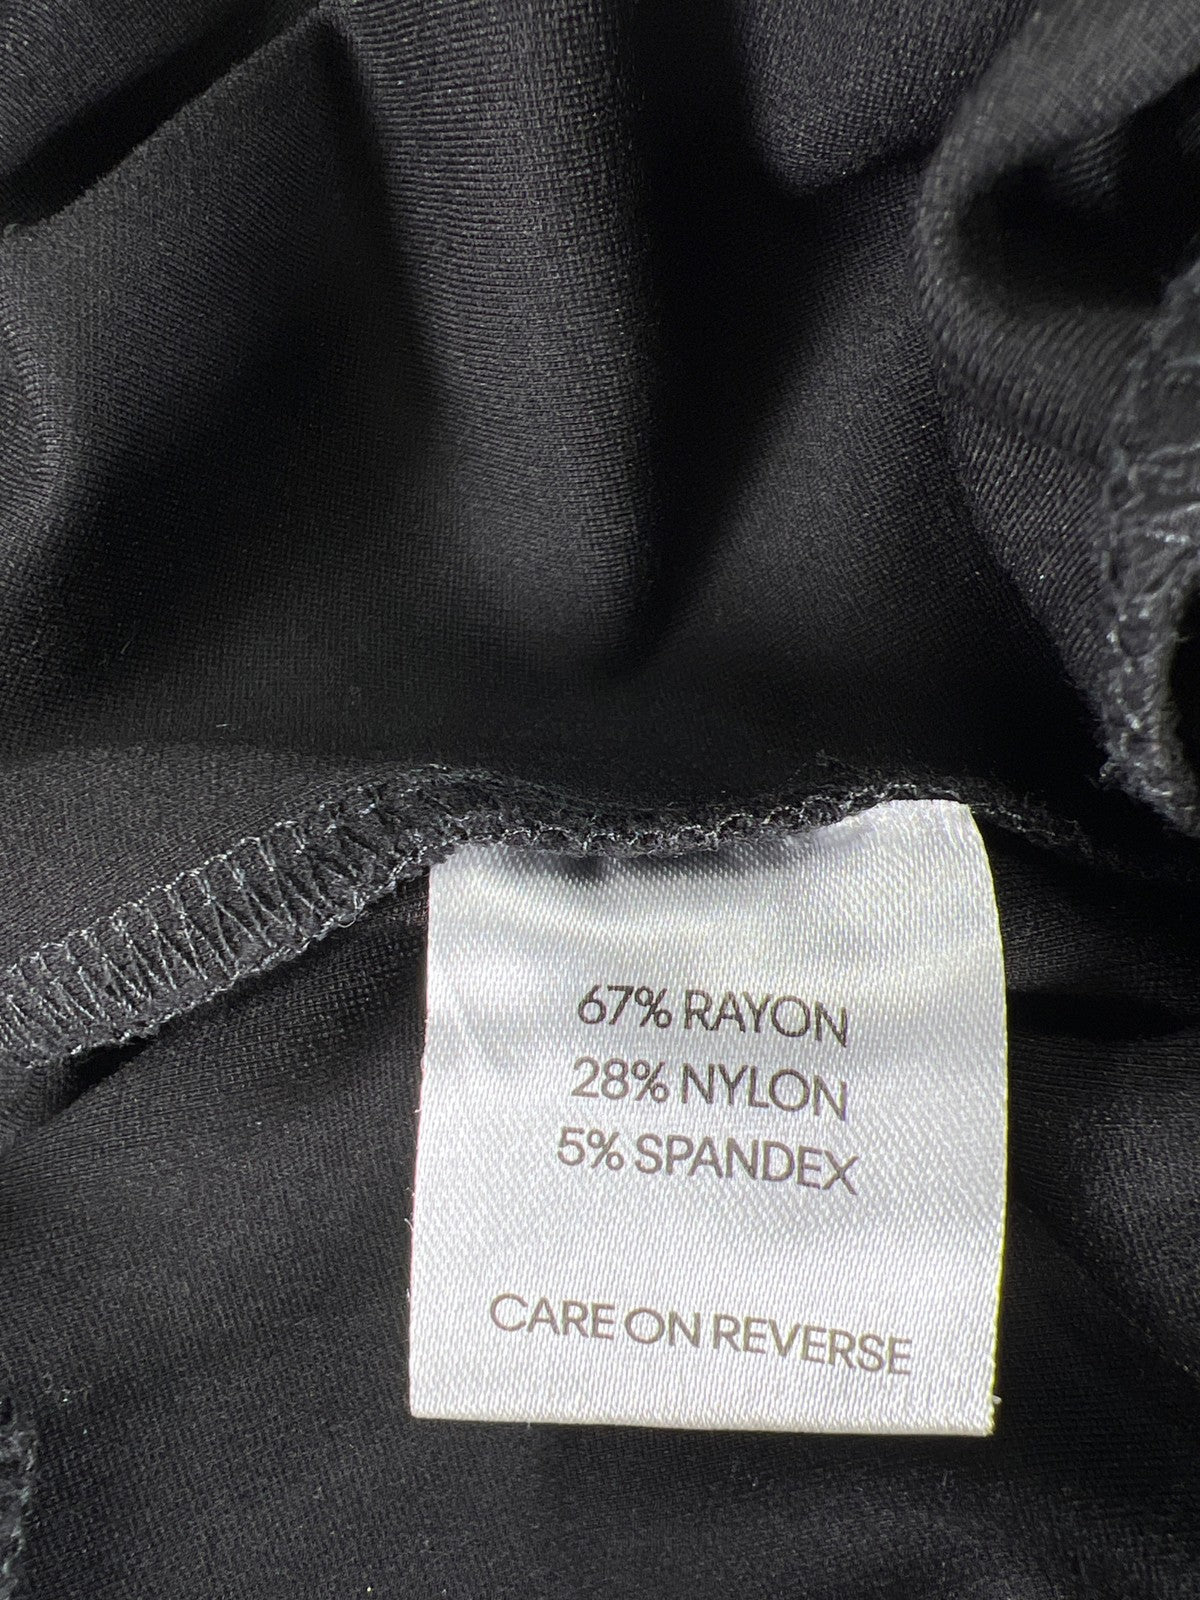 67% RAYON
28% NYLON
5% SPANDEX
CARE ON REVERSE